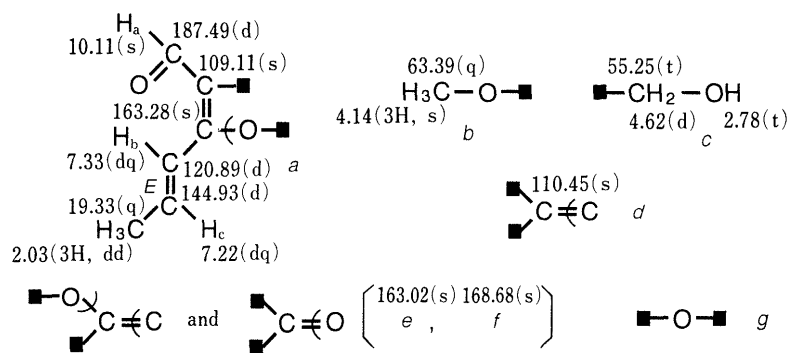 Ha 187.49(d)
10.11(s) C 109.11(s)
O C
163.28(s)
C O
Hb
7.33(dq) C 120.89(d) a
E 144.93(d)
19.33(q) C
H3C Hc
2.03(3H, dd) 7.22(dq)
63.39(q)
H3C O
4.14(3H, s) b
55.25(t)
CH2 OH
4.62(d) 2.78(t)
c
110.45(s)
C C d
O C C and C O 163.02(s) 168.68(s)
e , f
O g